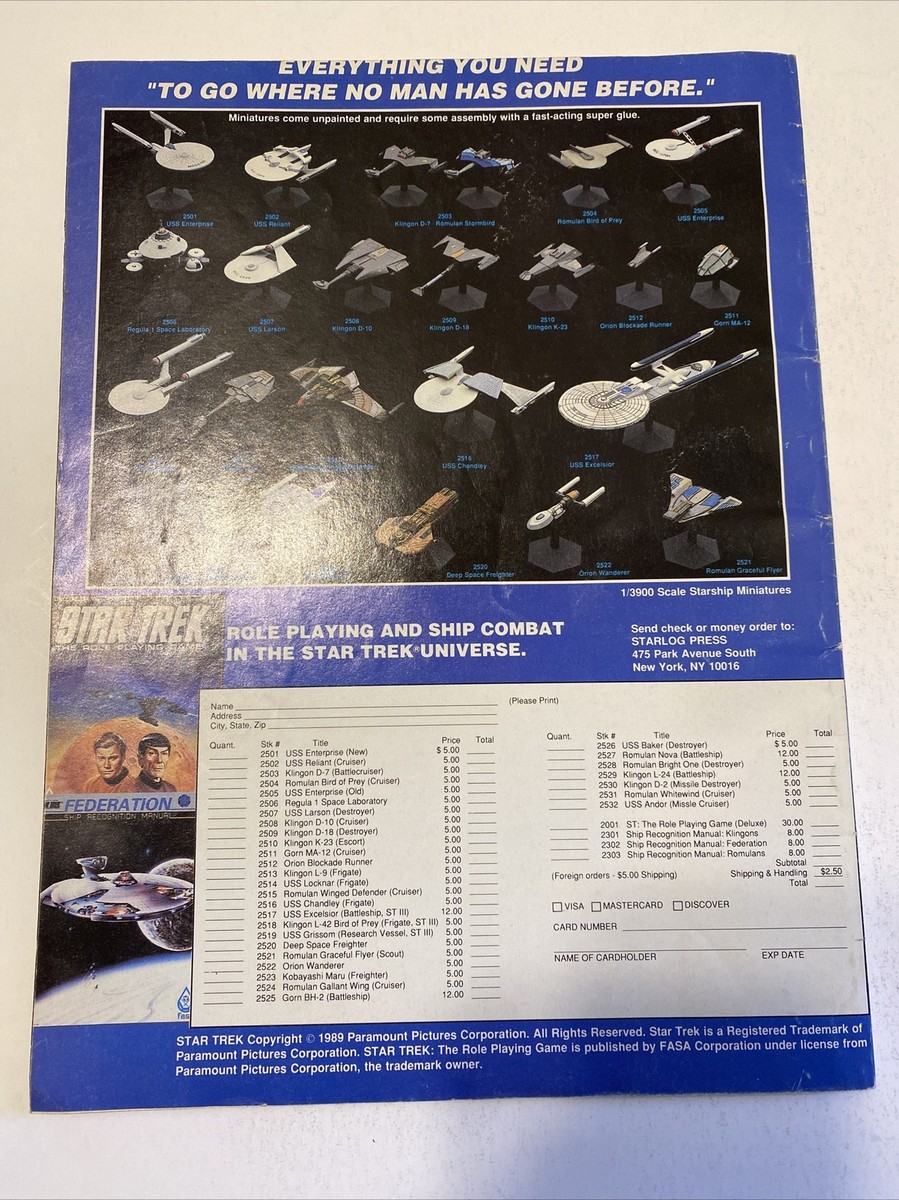 EVERYTHING YOU NEED
"TO GO WHERE NO MAN HAS GONE BEFORE."
Miniatures come unpainted and require some assembly with a fast-acting super glue.
2501
USS Enterprise
2502
USS Reliant
2503
Klingon D-7 Romulan Stormbird
2504
Romulan Bird of Prey
2505
USS Enterprise
2506
Regula 1 Space Laboratory
2507
USS Larson
2508
Klingon D-10
2509
Klingon D-18
2510
Klingon K-23
2512
Orion Blockade Runner
2511
Gorn MA-12
2516
USS Chandley
2517
USS Excelsior
2520
Deep Space Freighter
2522
Orion Wanderer
2521
Romulan Graceful Flyer
1/3900 Scale Starship Miniatures
STAR TREK
THE ROLE PLAYING GAME
FEDERATION
SHIP RECOGNITION MANUAL
ROLE PLAYING AND SHIP COMBAT
IN THE STAR TREK® UNIVERSE.
Send check or money order to:
STARLOG PRESS
475 Park Avenue South
New York, NY 10016
Name
Address
City, State, Zip
(Please Print)
Quant. Stk # Title Price Total
2501 USS Enterprise (New) $ 5.00
2502 USS Reliant (Cruiser) 5.00
2503 Klingon D-7 (Battlecruiser) 5.00
2504 Romulan Bird of Prey (Cruiser) 5.00
2505 USS Enterprise (Old) 5.00
2506 Regula 1 Space Laboratory 5.00
2507 USS Larson (Destroyer) 5.00
2508 Klingon D-10 (Cruiser) 5.00
2509 Klingon D-18 (Destroyer) 5.00
2510 Klingon K-23 (Escort) 5.00
2511 Gorn MA-12 (Cruiser) 5.00
2512 Orion Blockade Runner 5.00
2513 Klingon L-9 (Frigate) 5.00
2514 USS Locknar (Frigate) 5.00
2515 Romulan Winged Defender (Cruiser) 5.00
2516 USS Chandley (Frigate) 5.00
2517 USS Excelsior (Battleship, ST III) 12.00
2518 Klingon L-42 Bird of Prey (Frigate, ST III) 5.00
2519 USS Grissom (Research Vessel, ST III) 5.00
2520 Deep Space Freighter 5.00
2521 Romulan Graceful Flyer (Scout) 5.00
2522 Orion Wanderer 5.00
2523 Kobayashi Maru (Freighter) 5.00
2524 Romulan Gallant Wing (Cruiser) 5.00
2525 Gorn BH-2 (Battleship) 12.00
Quant. Stk # Title Price Total
2526 USS Baker (Destroyer) $ 5.00
2527 Romulan Nova (Battleship) 12.00
2528 Romulan Bright One (Destroyer) 5.00
2529 Klingon L-24 (Battleship) 12.00
2530 Klingon D-2 (Missile Destroyer) 5.00
2531 Romulan Whitewind (Cruiser) 5.00
2532 USS Andor (Missile Cruiser) 5.00
2001 ST: The Role Playing Game (Deluxe) 30.00
2301 Ship Recognition Manual: Klingons 8.00
2302 Ship Recognition Manual: Federation 8.00
2303 Ship Recognition Manual: Romulans 8.00
Subtotal
(Foreign orders - $5.00 Shipping) Shipping & Handling $2.50
Total
VISA MASTERCARD DISCOVER
CARD NUMBER
NAME OF CARDHOLDER EXP DATE
STAR TREK Copyright © 1989 Paramount Pictures Corporation. All Rights Reserved. Star Trek is a Registered Trademark of
Paramount Pictures Corporation. STAR TREK: The Role Playing Game is published by FASA Corporation under license from
Paramount Pictures Corporation, the trademark owner.